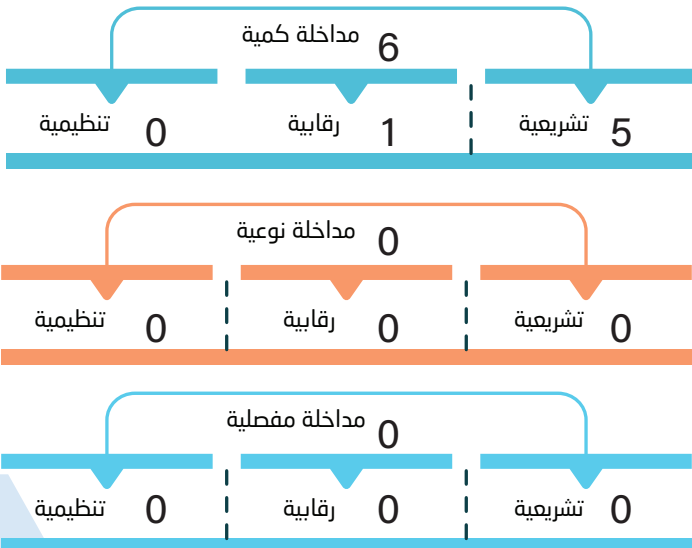 6 مداخلة كمية
5 تشريعية 1 رقابية 0 تنظيمية
0 مداخلة نوعية
0 تشريعية 0 رقابية 0 تنظيمية
0 مداخلة مفصلية
0 تشريعية 0 رقابية 0 تنظيمية